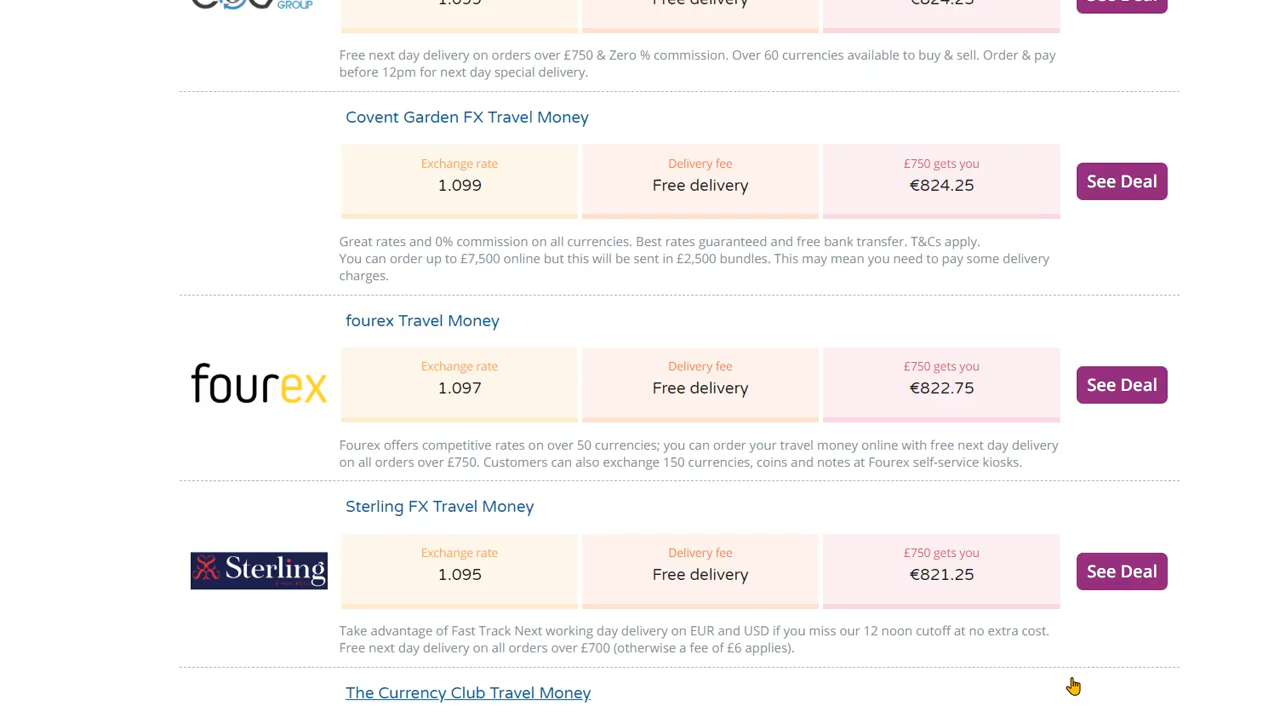 GROUP
1.099
Free delivery
€824.25
See Deal
Free next day delivery on orders over £750 & Zero % commission. Over 60 currencies available to buy & sell. Order & pay
before 12pm for next day special delivery.
Covent Garden FX Travel Money
Exchange rate
1.099
Delivery fee
Free delivery
£750 gets you
€824.25
See Deal
Great rates and 0% commission on all currencies. Best rates guaranteed and free bank transfer. T&Cs apply.
You can order up to £7,500 online but this will be sent in £2,500 bundles. This may mean you need to pay some delivery
charges.
fourex Travel Money
fourex
Exchange rate
1.097
Delivery fee
Free delivery
£750 gets you
€822.75
See Deal
Fourex offers competitive rates on over 50 currencies; you can order your travel money online with free next day delivery
on all orders over £750. Customers can also exchange 150 currencies, coins and notes at Fourex self-service kiosks.
Sterling FX Travel Money
Sterling
Exchange rate
1.095
Delivery fee
Free delivery
£750 gets you
€821.25
See Deal
Take advantage of Fast Track Next working day delivery on EUR and USD if you miss our 12 noon cutoff at no extra cost.
Free next day delivery on all orders over £700 (otherwise a fee of £6 applies).
The Currency Club Travel Money